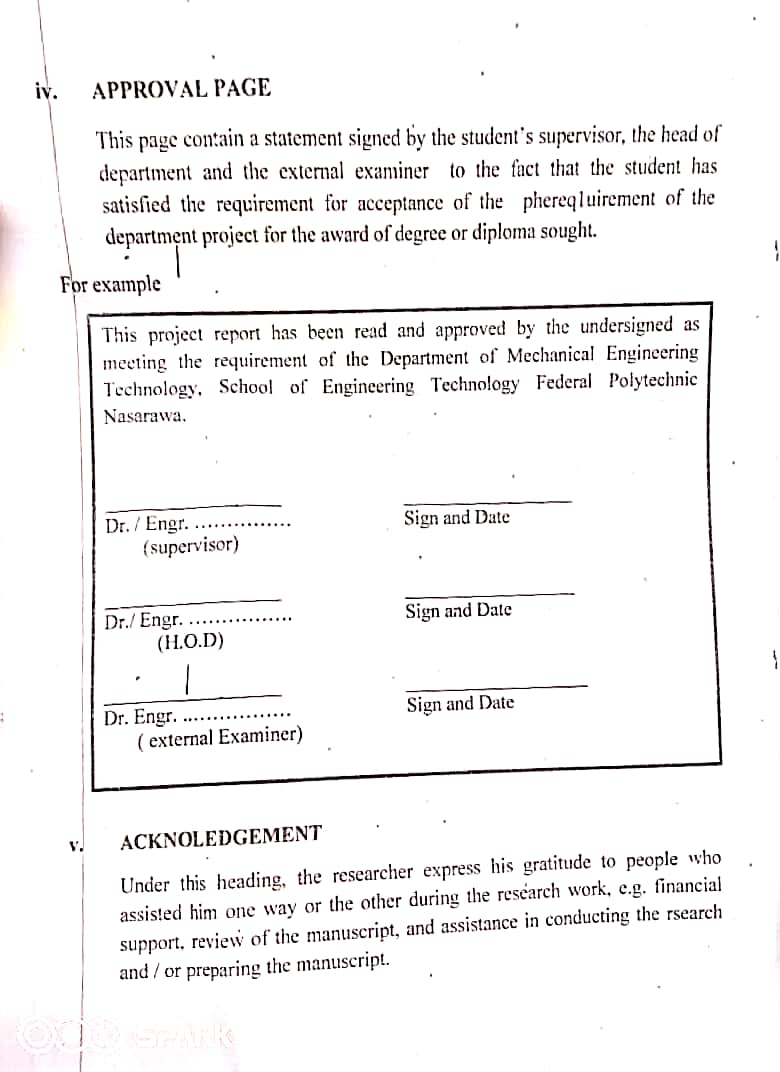 iv. APPROVAL PAGE
This page contain a statement signed by the student's supervisor, the head of
department and the external examiner to the fact that the student has
satisfied the requirement for acceptance of the phereqluirement of the
department project for the award of degree or diploma sought.
For example
This project report has been read and approved by the undersigned as
meeting the requirement of the Department of Mechanical Engineering
Technology, School of Engineering Technology Federal Polytechnic
Nasarawa.
Dr. / Engr. ............... Sign and Date
(supervisor)
Dr./ Engr. ................ Sign and Date
(H.O.D)
Dr. Engr. ................. Sign and Date
( external Examiner)
v. ACKNOLEDGEMENT
Under this heading, the researcher express his gratitude to people who
assisted him one way or the other during the research work, e.g. financial
support, review of the manuscript, and assistance in conducting the rsearch
and / or preparing the manuscript.